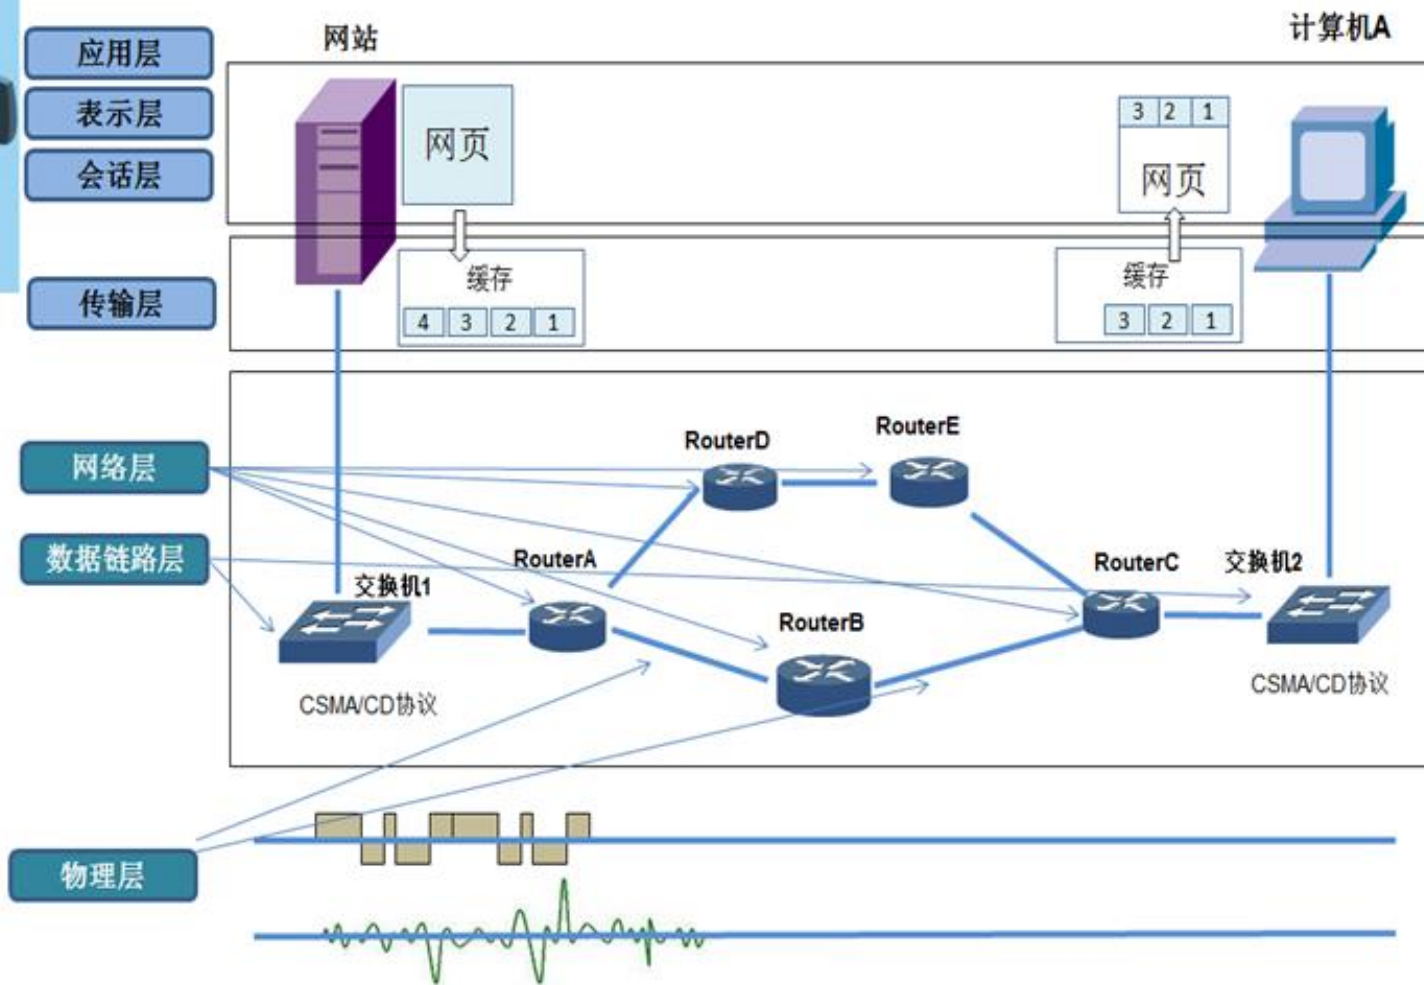 网站
计算机A
应用层
表示层
会话层
网页
3 2 1
网页
传输层
缓存
4 3 2 1
缓存
3 2 1
网络层
数据链路层
RouterD
RouterE
RouterA
RouterB
RouterC
交换机1
交换机2
CSMA/CD协议
CSMA/CD协议
物理层